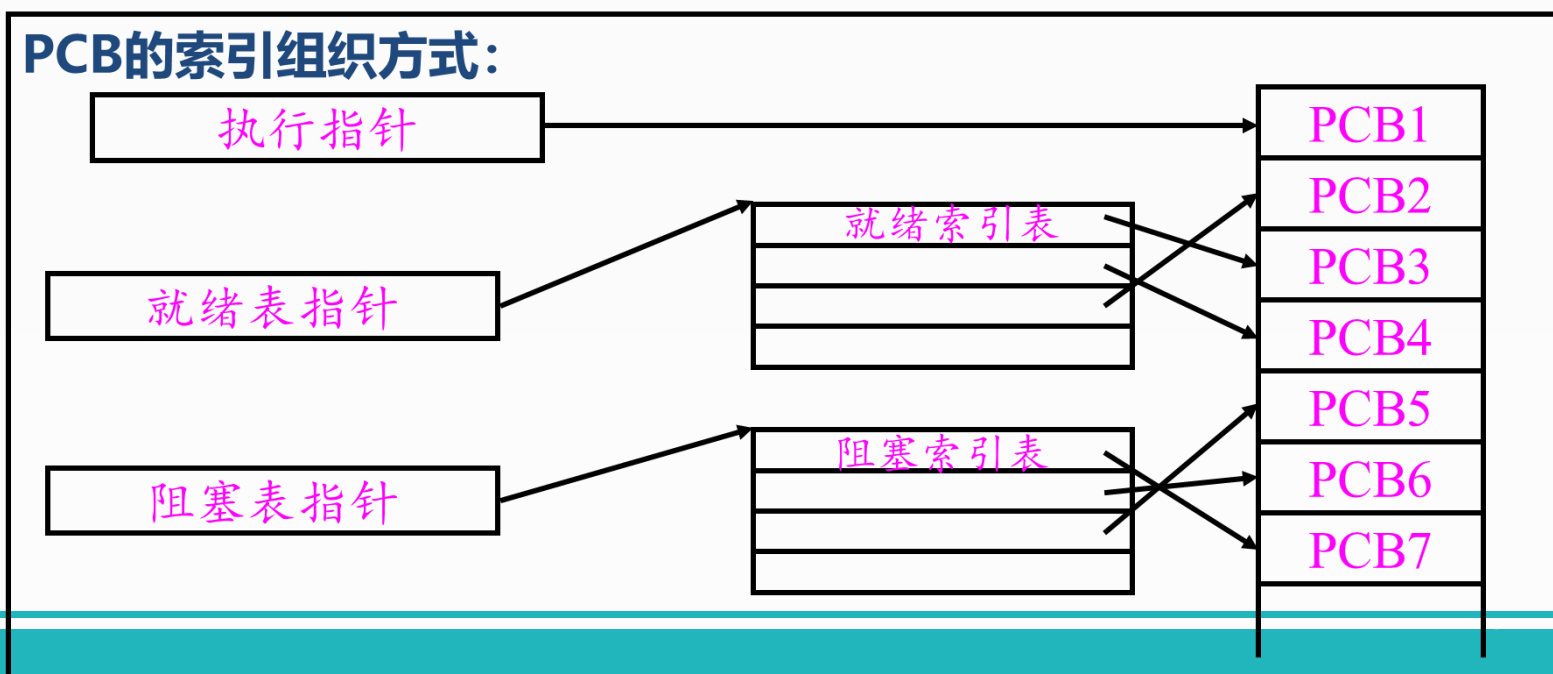 PCB的索引组织方式：
执行指针
PCB1
PCB2
就绪索引表
PCB3
就绪表指针
PCB4
PCB5
阻塞索引表
PCB6
阻塞表指针
PCB7